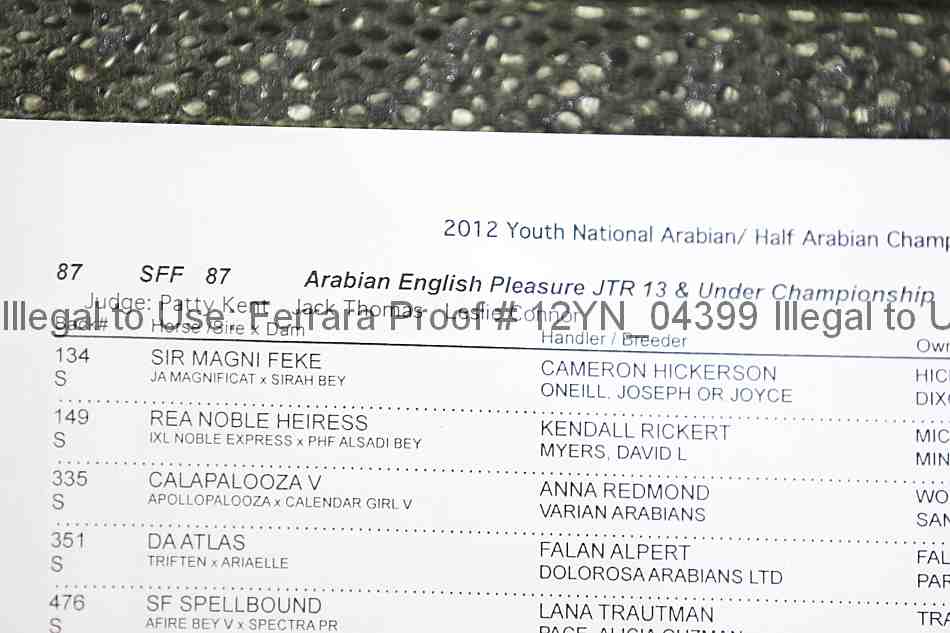 2012 Youth National Arabian/ Half Arabian Champ
87 SFF 87 Arabian English Pleasure JTR 13 & Under Championship
Judge: Patty Kent Jack Thomas Leslie Connor
Illegal to Use. Ferrara Proof # 12YN_04399 Illegal to U
Back# Horse /Sire x Dam Handler / Breeder Own
134 SIR MAGNI FEKE CAMERON HICKERSON HIC
S JA MAGNIFICAT x SIRAH BEY ONEILL, JOSEPH OR JOYCE DIX
149 REA NOBLE HEIRESS KENDALL RICKERT MIC
S IXL NOBLE EXPRESS x PHF ALSADI BEY MYERS, DAVID L MIN
335 CALAPALOOZA V ANNA REDMOND WO
S APOLLOPALOOZA x CALENDAR GIRL V VARIAN ARABIANS SAN
351 DA ATLAS FALAN ALPERT FAL
S TRIFTEN x ARIAELLE DOLOROSA ARABIANS LTD PAR
476 SF SPELLBOUND LANA TRAUTMAN TRA
S AFIRE BEY V x SPECTRA PR